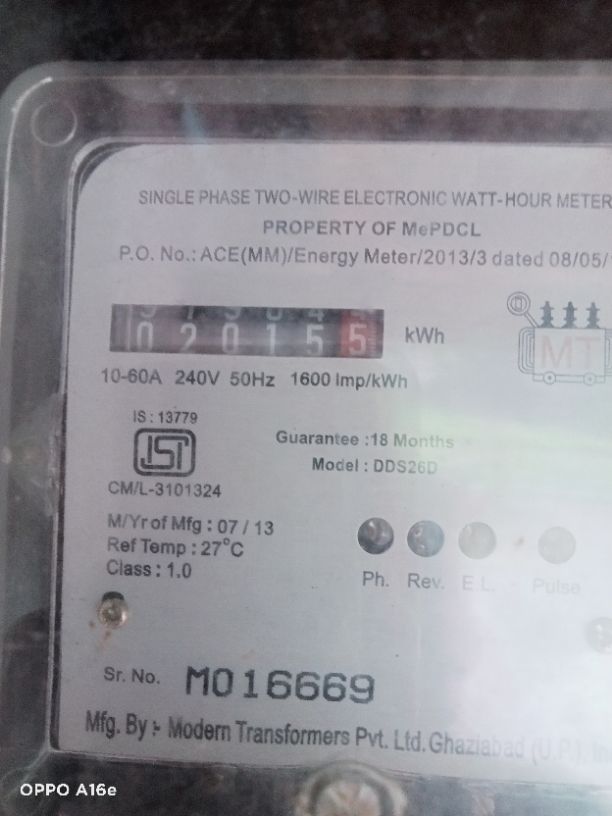 SINGLE PHASE TWO-WIRE ELECTRONIC WATT-HOUR METER
PROPERTY OF MePDCL
P.O. No.: ACE(MM)/Energy Meter/2013/3 dated 08/05/
020155 kWh
MT
10-60A 240V 50Hz 1600 Imp/kWh
IS : 13779
ISI
CM/L-3101324
Guarantee :18 Months
Model : DDS26D
M/Yr of Mfg : 07 / 13
Ref Temp : 27°C
Class : 1.0
Ph. Rev. E.L. Pulse
Sr. No. M016669
Mfg. By :- Modern Transformers Pvt. Ltd. Ghaziabad (U.P.),
OPPO A16e